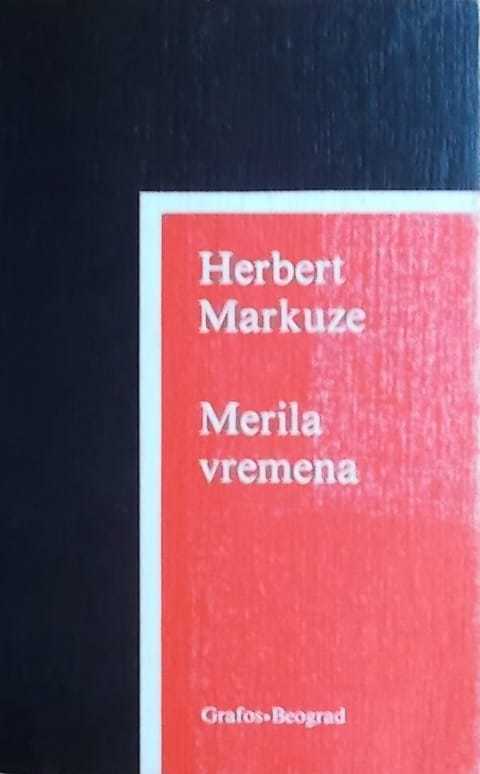 Herbert
Markuze
Merila
vremena
Grafos•Beograd